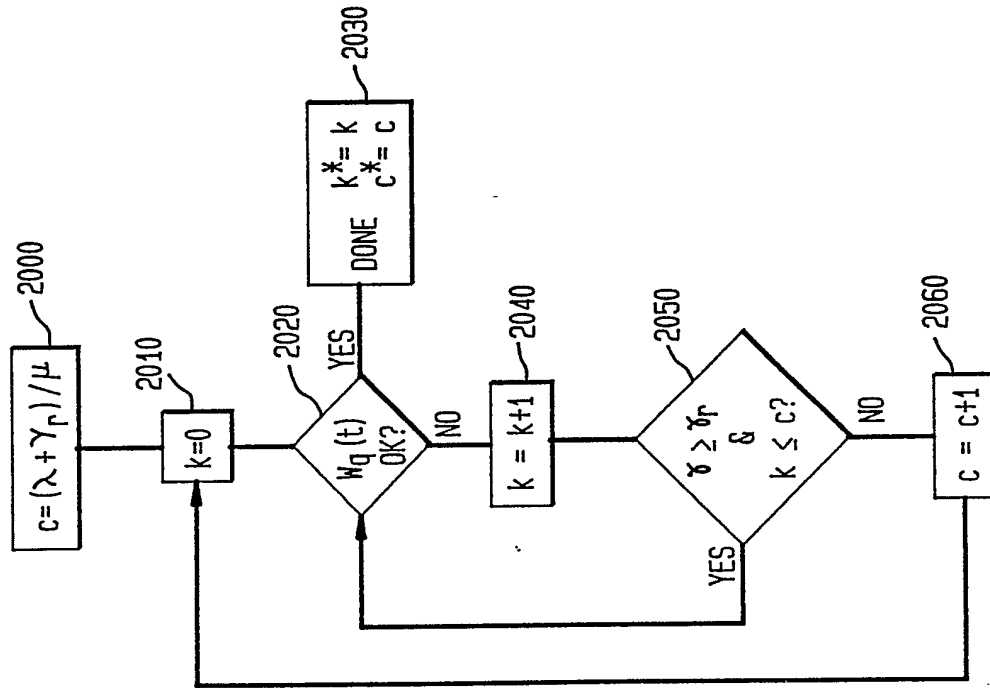 2000
c=(λ+γr)/μ
2010
k=0
2020
Wq(t)
OK?
YES
2030
DONE k*= k
c*= c
NO
2040
k = k+1
2050
γ ≥ γr
&
k ≤ c?
YES
NO
2060
c = c+1